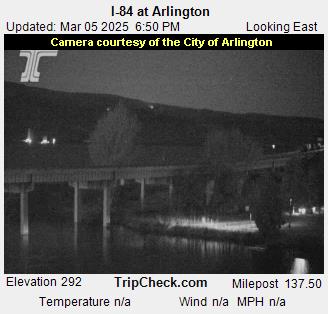 I-84 at Arlington
Updated: Mar 05 2025 6:50 PM Looking East
Camera courtesy of the City of Arlington
Elevation 292 TripCheck.com Milepost 137.50
Temperature n/a Wind n/a MPH n/a